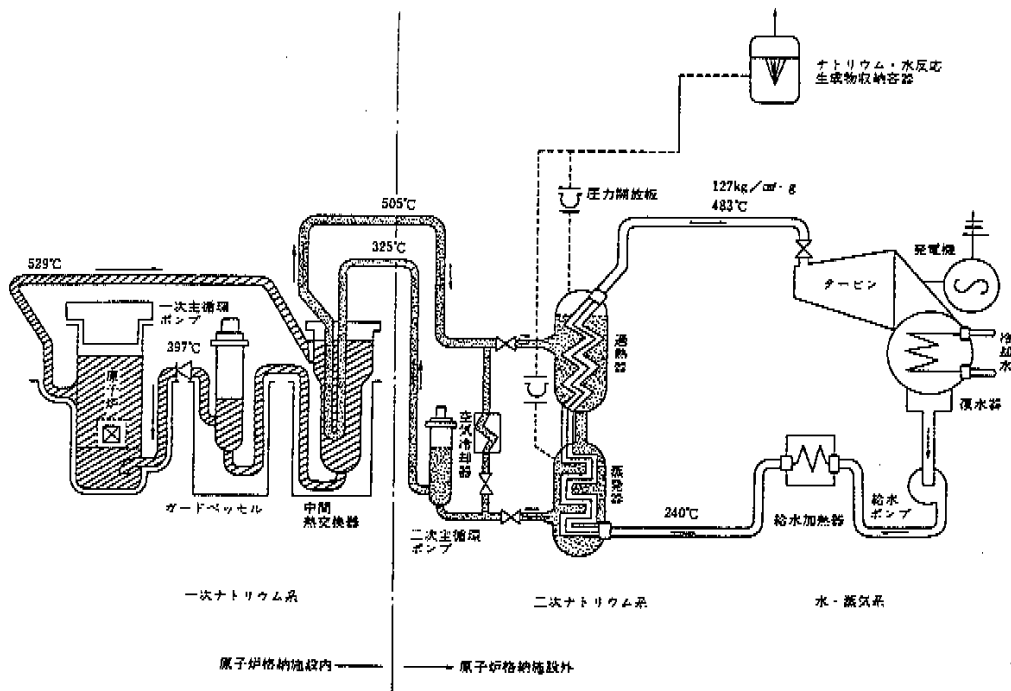 ナトリウム・水反応
生成物収納容器
圧力開放板
127kg/cm²・g
483℃
505℃
325℃
529℃
発電機
タービン
一次主循環
ポンプ
397℃
原子炉
過熱器
冷却水
復水器
空気冷却器
蒸発器
ガードベッセル
中間
熱交換器
二次主循環
ポンプ
240℃
給水加熱器
給水
ポンプ
一次ナトリウム系
二次ナトリウム系
水・蒸気系
原子炉格納施設内
原子炉格納施設外